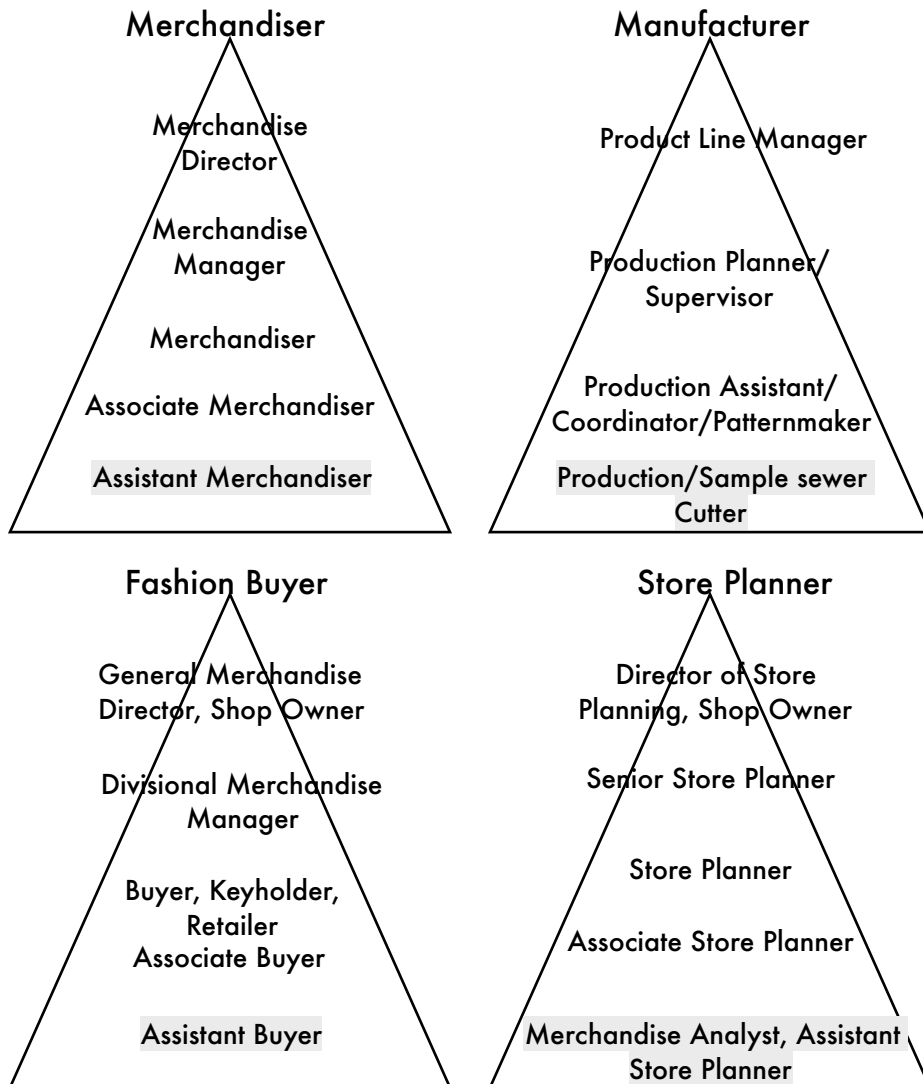 Merchandiser
Merchandise
Director
Merchandise
Manager
Merchandiser
Associate Merchandiser
Assistant Merchandiser
Manufacturer
Product Line Manager
Production Planner/
Supervisor
Production Assistant/
Coordinator/Patternmaker
Production/Sample sewer
Cutter
Fashion Buyer
General Merchandise
Director, Shop Owner
Divisional Merchandise
Manager
Buyer, Keyholder,
Retailer
Associate Buyer
Assistant Buyer
Store Planner
Director of Store
Planning, Shop Owner
Senior Store Planner
Store Planner
Associate Store Planner
Merchandise Analyst, Assistant
Store Planner